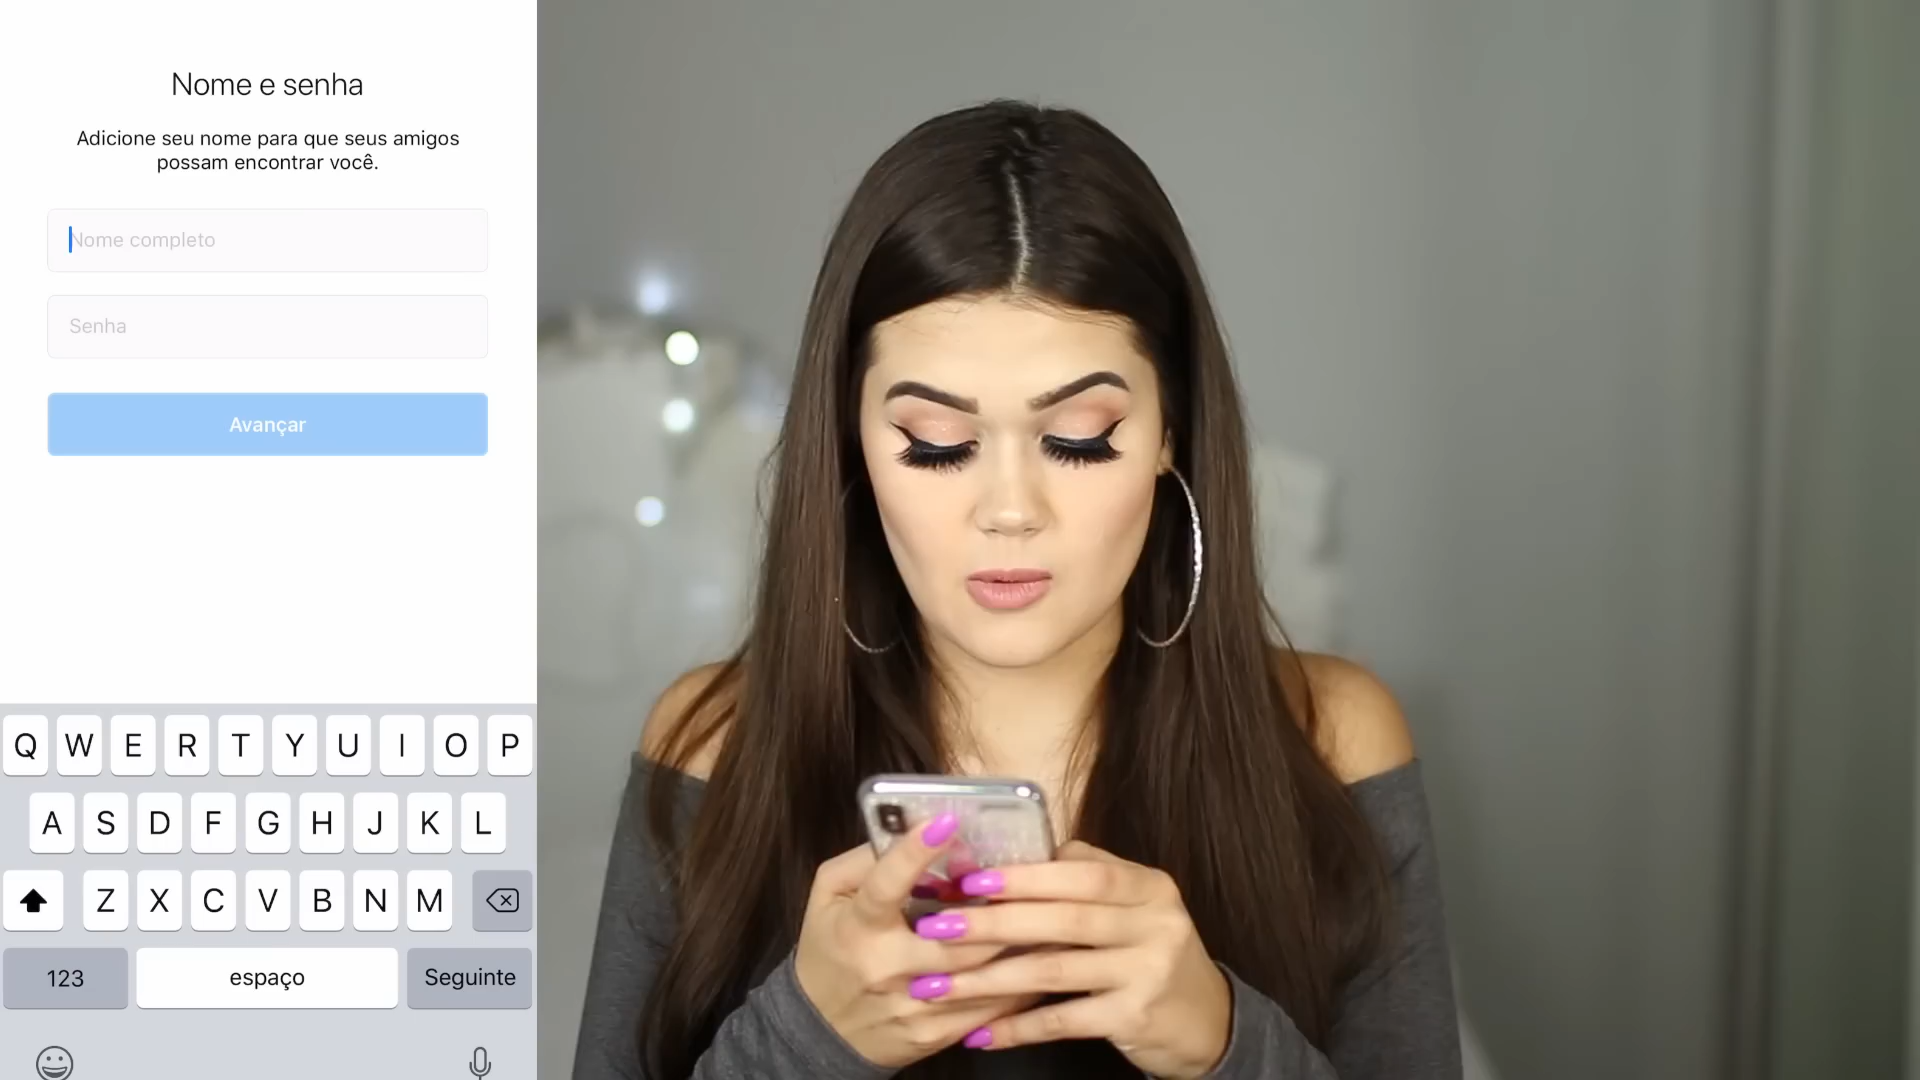 Nome e senha
Adicione seu nome para que seus amigos
possam encontrar você.
Nome completo
Senha
Avançar
Q W E R T Y U I O P
A S D F G H J K L
Z X C V B N M
123 espaço Seguinte